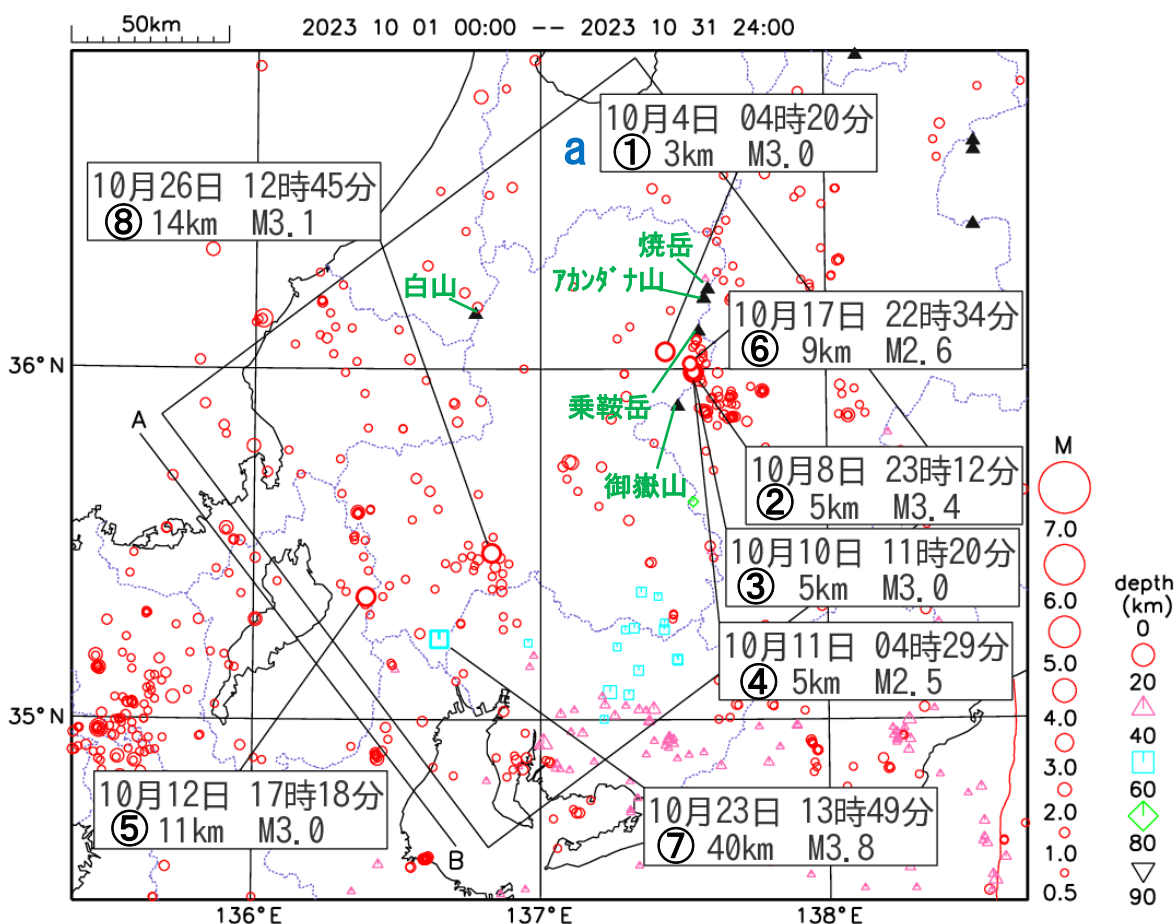 50km
2023 10 01 00:00 -- 2023 10 31 24:00
10月4日 04時20分
① 3km M3.0
a
10月26日 12時45分
⑧ 14km M3.1
焼岳
アカンダナ山
白山
10月17日 22時34分
⑥ 9km M2.6
36°N
乗鞍岳
A
御嶽山
10月8日 23時12分
② 5km M3.4
10月10日 11時20分
③ 5km M3.0
10月11日 04時29分
④ 5km M2.5
35°N
10月12日 17時18分
⑤ 11km M3.0
10月23日 13時49分
⑦ 40km M3.8
B
136°E
137°E
138°E
M
7.0
6.0
5.0
4.0
3.0
2.0
1.0
0.5
depth
(km)
0
20
40
60
80
90